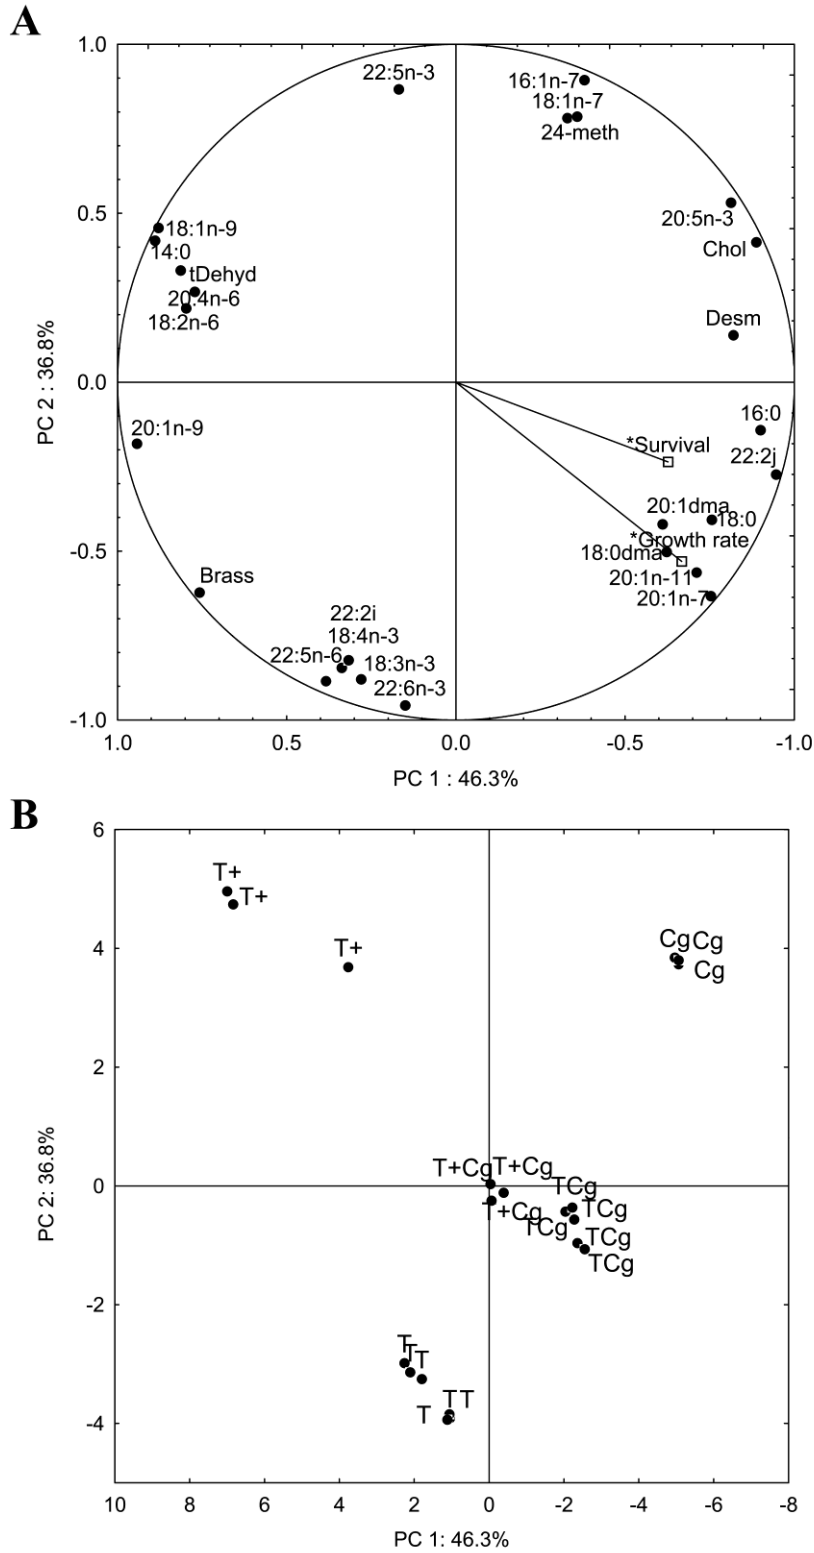 A
1.0
22:5n-3
16:1n-7
18:1n-7
24-meth
0.5
20:5n-3
18:1n-9
Chol
14:0
tDehyd
20:4n-6
18:2n-6
Desm
PC 2 : 36.8%
0.0
16:0
20:1n-9
*Survival
22:2j
20:1dma
18:0
-0.5
*Growth rate
18:0dma
20:1n-11
Brass
20:1n-7
22:2i
18:4n-3
22:5n-6
18:3n-3
22:6n-3
-1.0
1.0 0.5 0.0 -0.5 -1.0
PC 1 : 46.3%
B
6
T+
T+
T+
Cg Cg
Cg
4
2
T+Cg T+Cg
TCg
0
T+Cg
TCg
TCg
TCg
TCg
PC 2: 36.8%
-2
T
T
T
T T
T
-4
10 8 6 4 2 0 -2 -4 -6 -8
PC 1: 46.3%